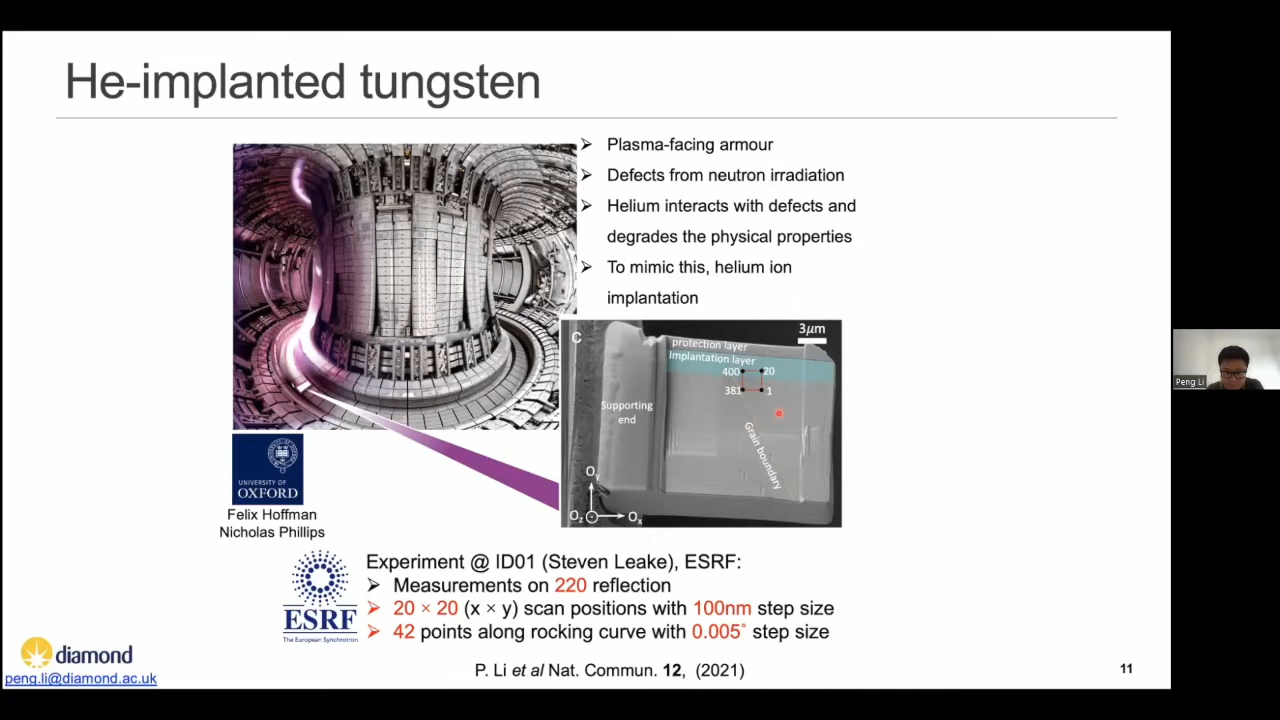 He-implanted tungsten
Plasma-facing armour
Defects from neutron irradiation
Helium interacts with defects and
degrades the physical properties
To mimic this, helium ion
implantation
C
3μm
protection layer
Implantation layer
400
20
381
1
Supporting
end
Grain boundary
Oy
Oz
Ox
UNIVERSITY OF
OXFORD
Felix Hoffman
Nicholas Phillips
Experiment @ ID01 (Steven Leake), ESRF:
Measurements on 220 reflection
20 × 20 (x × y) scan positions with 100nm step size
42 points along rocking curve with 0.005° step size
ESRF
The European Synchrotron
diamond
peng.li@diamond.ac.uk
P. Li et al Nat. Commun. 12, (2021)
11
Peng Li